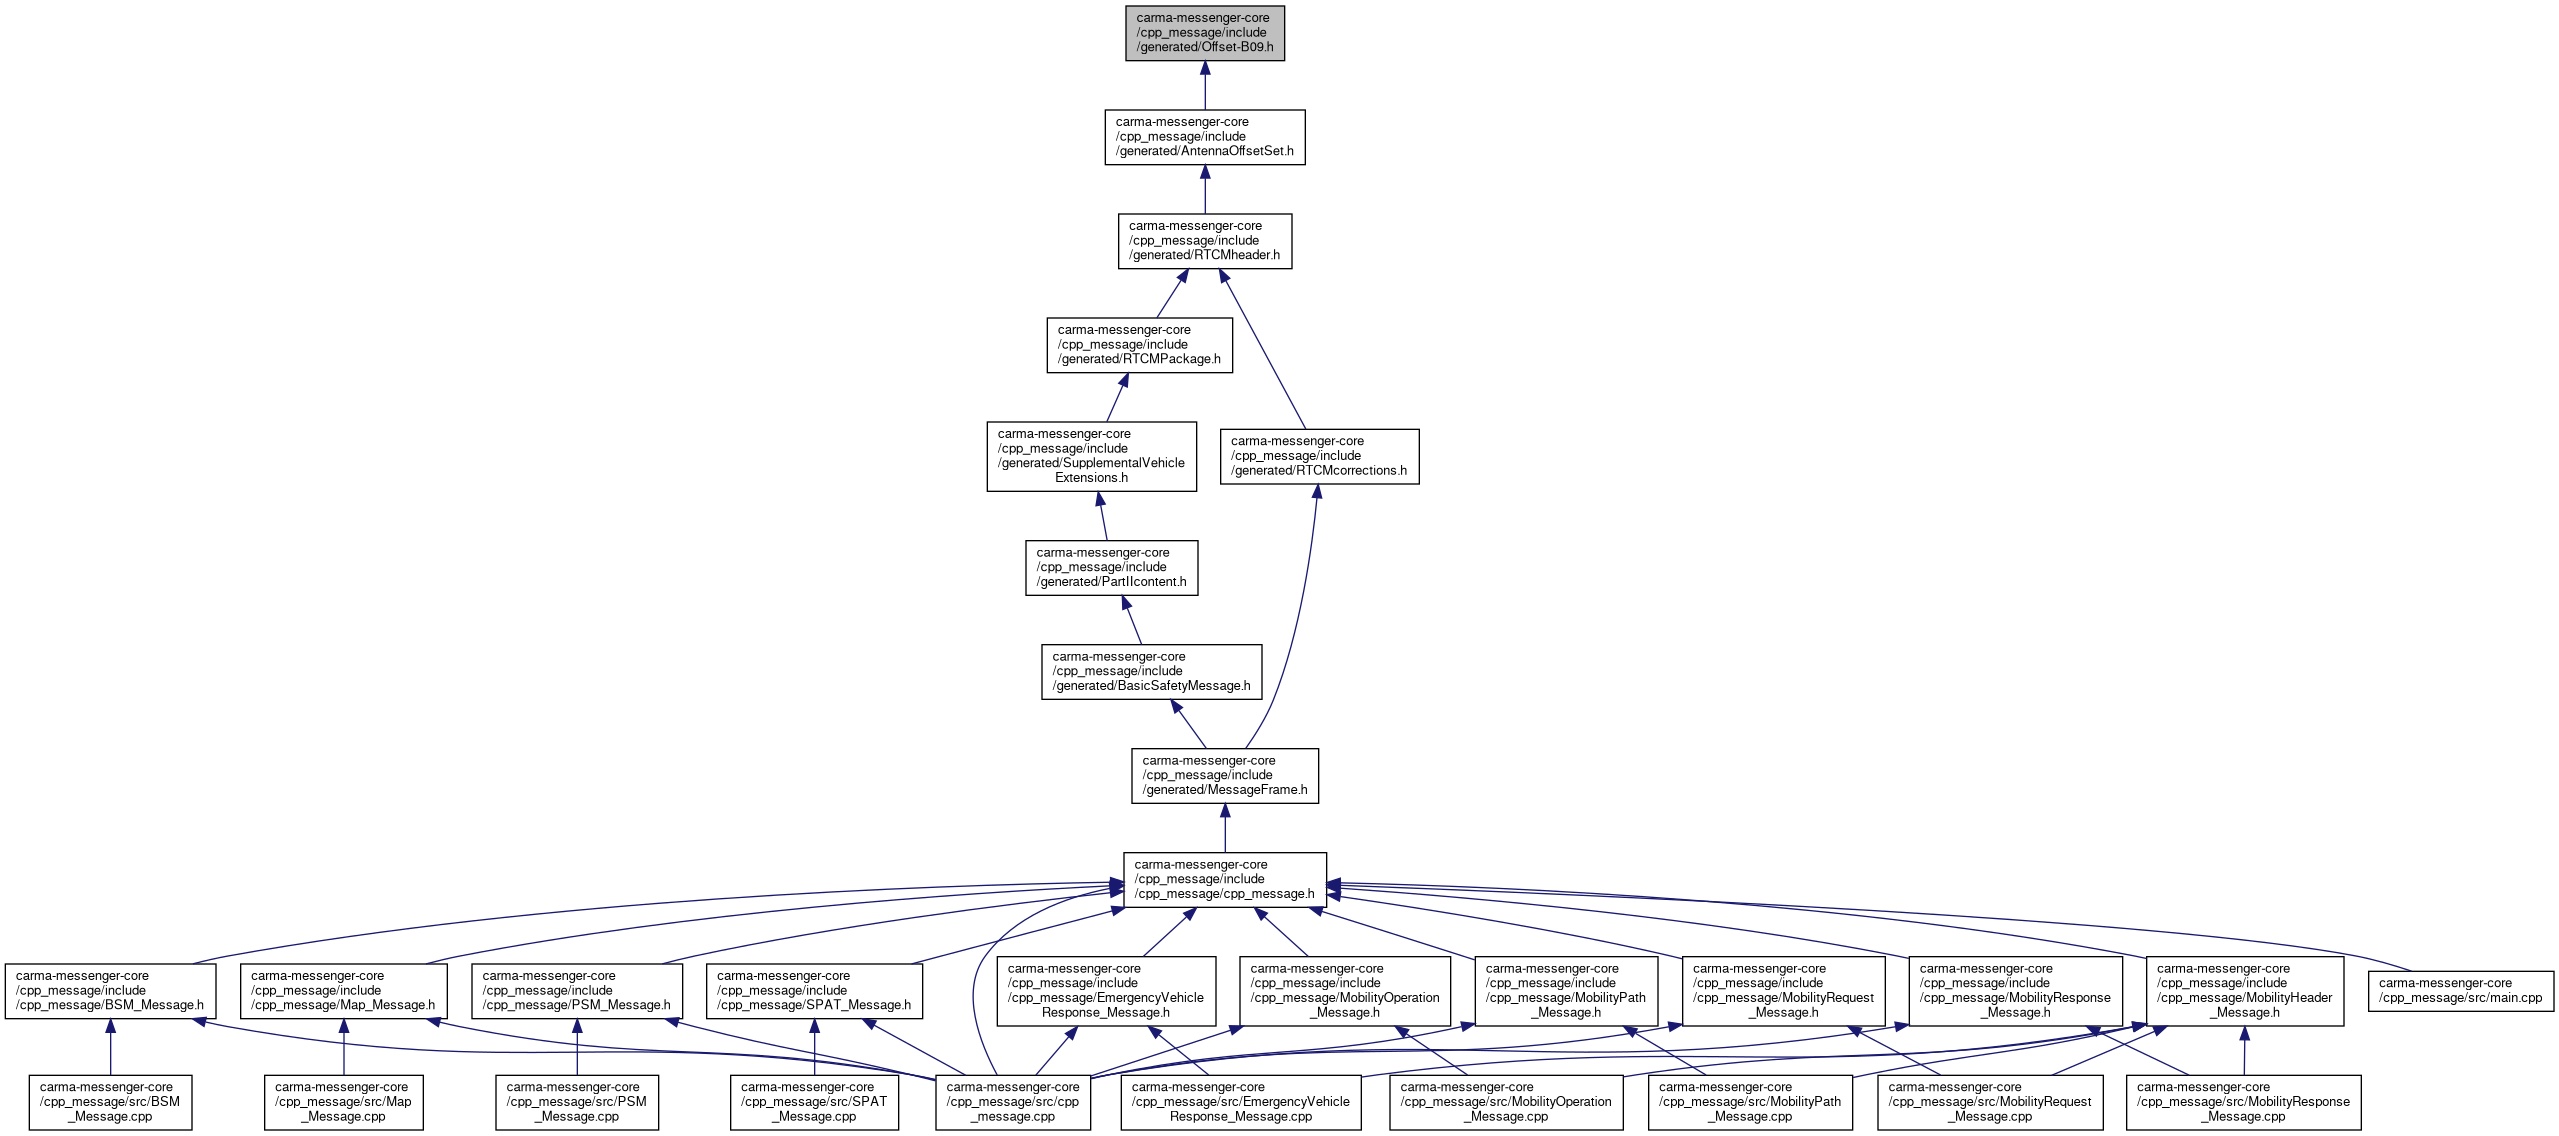 carma-messenger-core
/cpp_message/include
/generated/Offset-B09.h
carma-messenger-core
/cpp_message/include
/generated/AntennaOffsetSet.h
carma-messenger-core
/cpp_message/include
/generated/RTCMheader.h
carma-messenger-core
/cpp_message/include
/generated/RTCMPackage.h
carma-messenger-core
/cpp_message/include
/generated/SupplementalVehicle
Extensions.h
carma-messenger-core
/cpp_message/include
/generated/RTCMcorrections.h
carma-messenger-core
/cpp_message/include
/generated/PartIIcontent.h
carma-messenger-core
/cpp_message/include
/generated/BasicSafetyMessage.h
carma-messenger-core
/cpp_message/include
/generated/MessageFrame.h
carma-messenger-core
/cpp_message/include
/cpp_message/cpp_message.h
carma-messenger-core
/cpp_message/include
/cpp_message/BSM_Message.h
carma-messenger-core
/cpp_message/include
/cpp_message/Map_Message.h
carma-messenger-core
/cpp_message/include
/cpp_message/PSM_Message.h
carma-messenger-core
/cpp_message/include
/cpp_message/SPAT_Message.h
carma-messenger-core
/cpp_message/include
/cpp_message/EmergencyVehicle
Response_Message.h
carma-messenger-core
/cpp_message/include
/cpp_message/MobilityOperation
_Message.h
carma-messenger-core
/cpp_message/include
/cpp_message/MobilityPath
_Message.h
carma-messenger-core
/cpp_message/include
/cpp_message/MobilityRequest
_Message.h
carma-messenger-core
/cpp_message/include
/cpp_message/MobilityResponse
_Message.h
carma-messenger-core
/cpp_message/include
/cpp_message/MobilityHeader
_Message.h
carma-messenger-core
/cpp_message/src/main.cpp
carma-messenger-core
/cpp_message/src/BSM
_Message.cpp
carma-messenger-core
/cpp_message/src/Map
_Message.cpp
carma-messenger-core
/cpp_message/src/PSM
_Message.cpp
carma-messenger-core
/cpp_message/src/SPAT
_Message.cpp
carma-messenger-core
/cpp_message/src/cpp
_message.cpp
carma-messenger-core
/cpp_message/src/EmergencyVehicle
Response_Message.cpp
carma-messenger-core
/cpp_message/src/MobilityOperation
_Message.cpp
carma-messenger-core
/cpp_message/src/MobilityPath
_Message.cpp
carma-messenger-core
/cpp_message/src/MobilityRequest
_Message.cpp
carma-messenger-core
/cpp_message/src/MobilityResponse
_Message.cpp